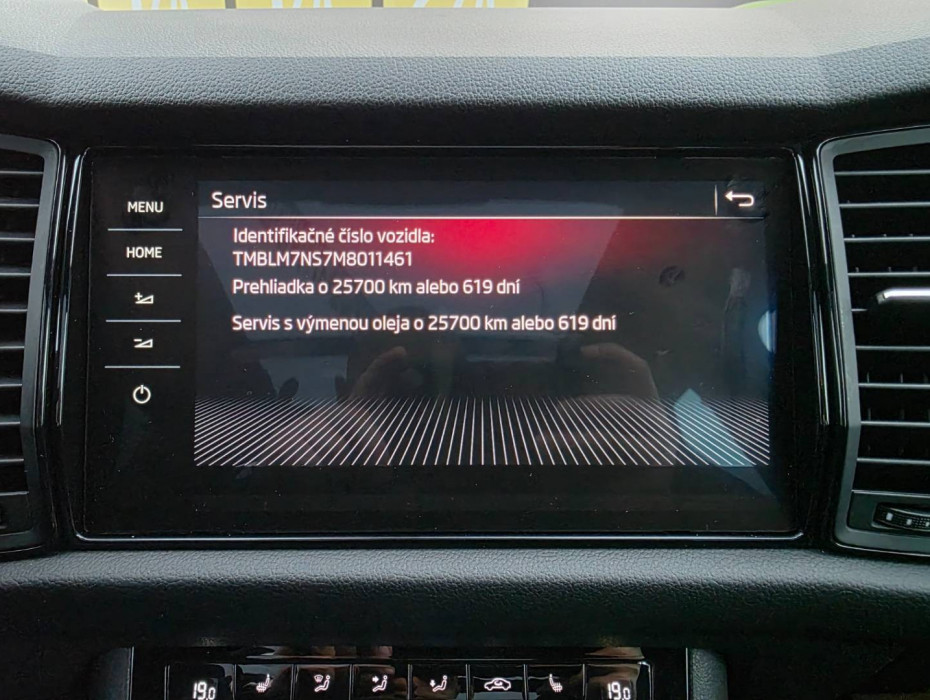 Servis
MENU
HOME
Identifikačné číslo vozidla:
TMBLM7NS7M8011461
Prehliadka o 25700 km alebo 619 dní
Servis s výmenou oleja o 25700 km alebo 619 dní
19.0
19.0